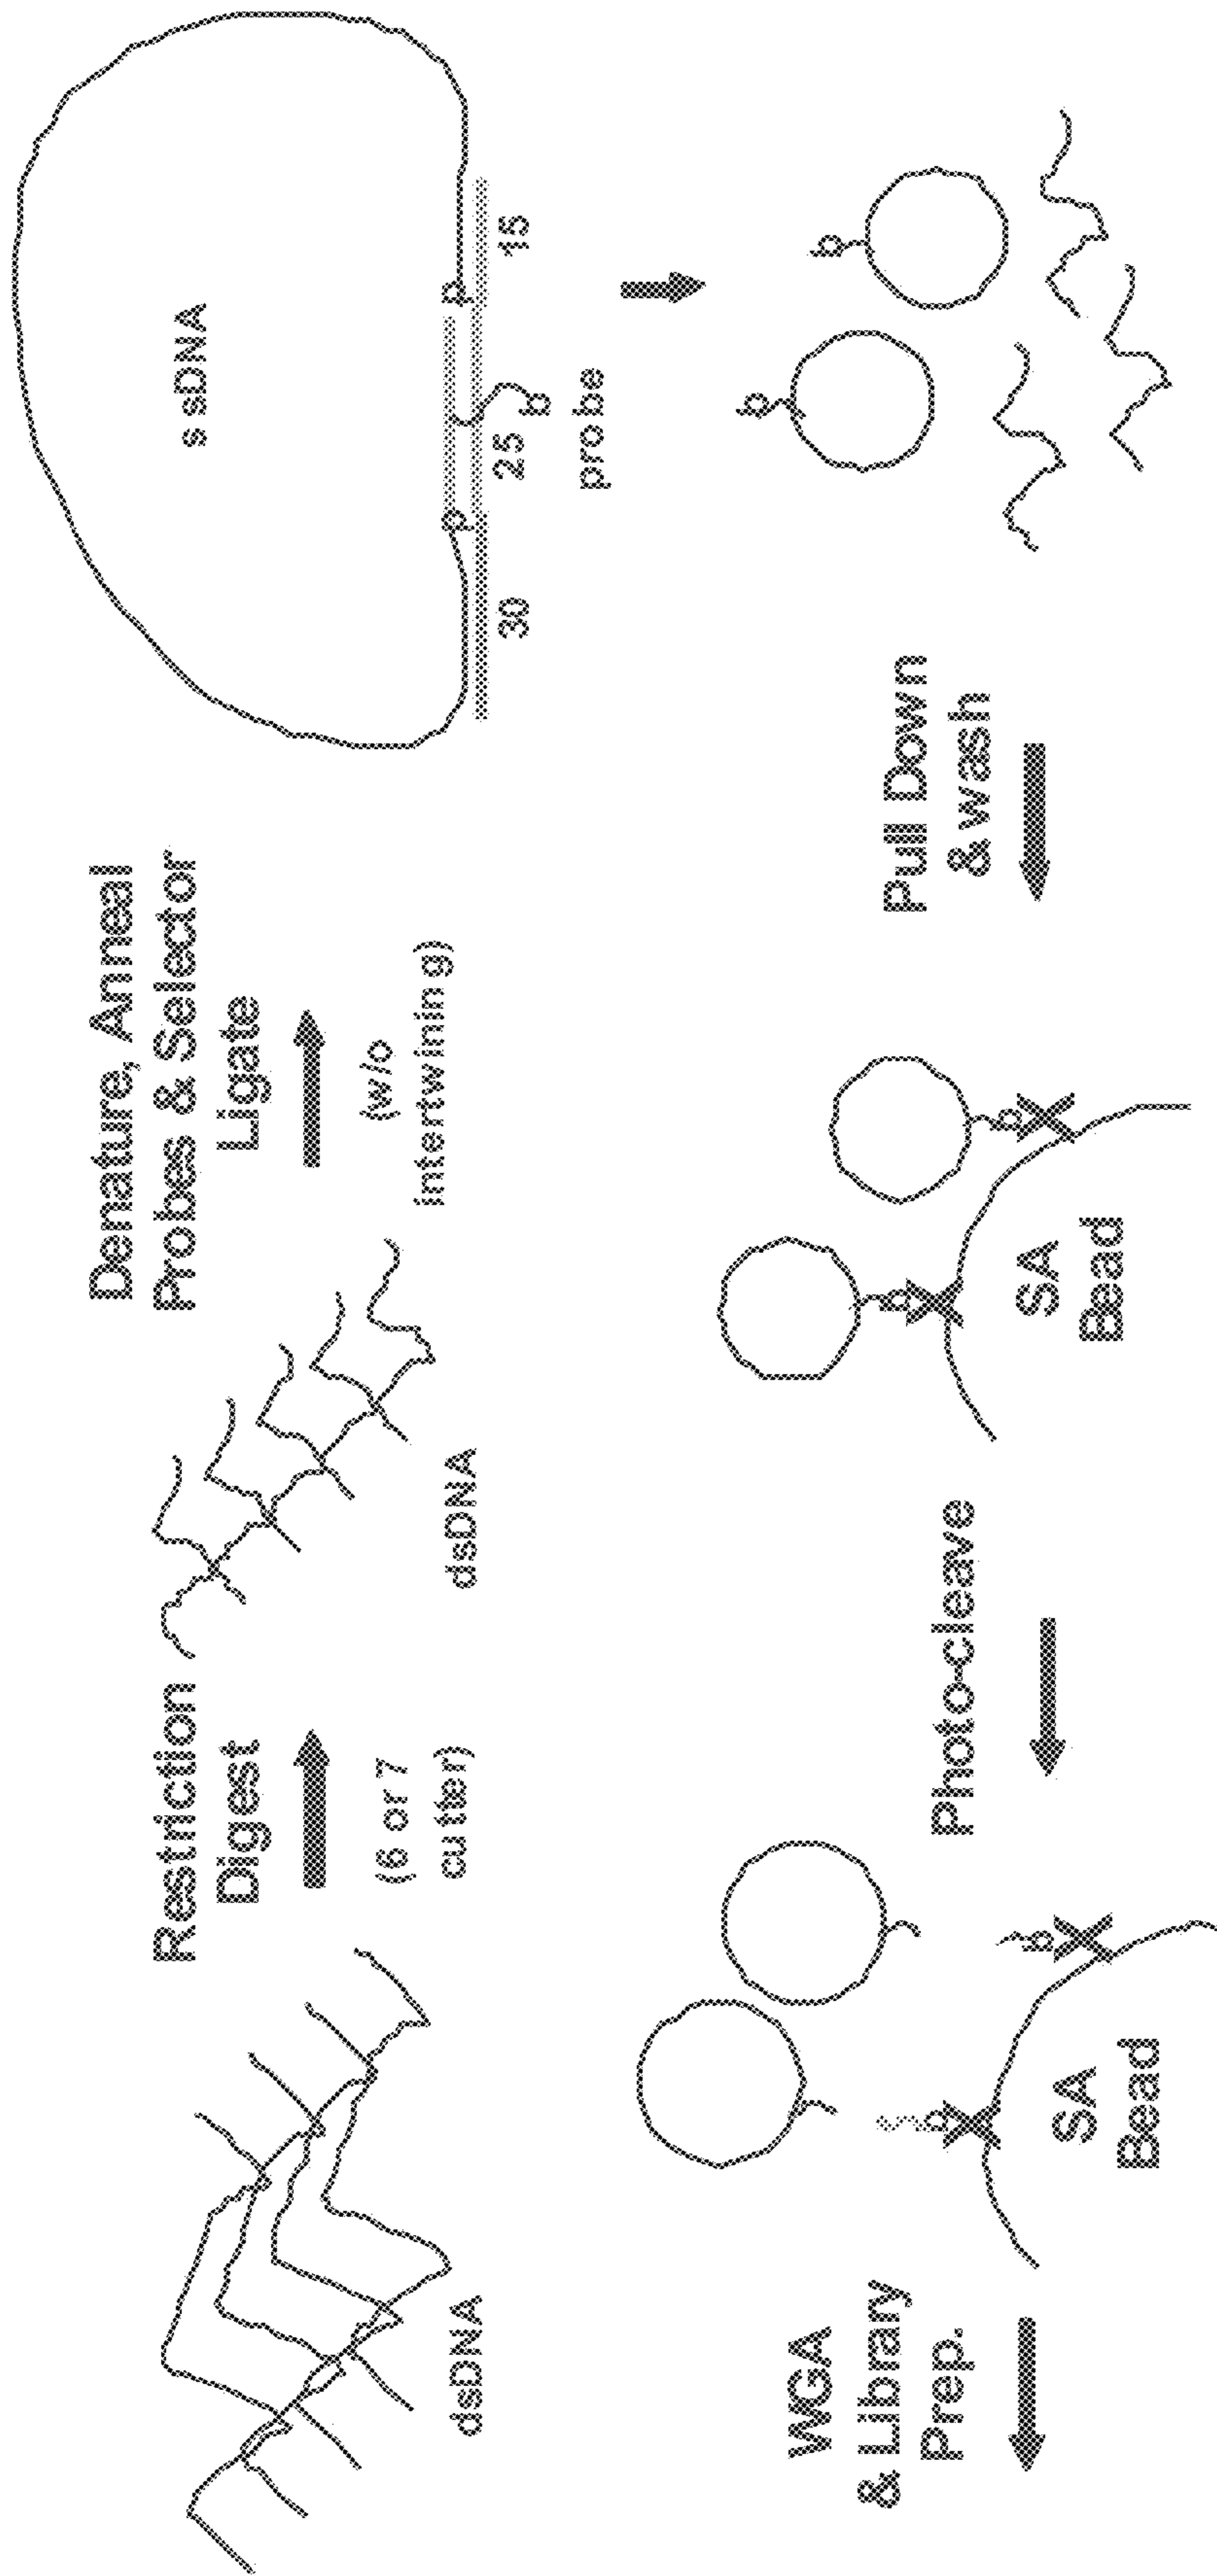 Restriction
Digest
(6 or 7
cutter)
dsDNA
dsDNA
Denature, Anneal
Probes & Selector
Ligate
(w/o
intertwining)
ssDNA
p
p
30
25
15
b
probe
b
b
Pull Down
& wash
b
b
SA
Bead
Photo-cleave
b
b
SA
Bead
WGA
& Library
Prep.